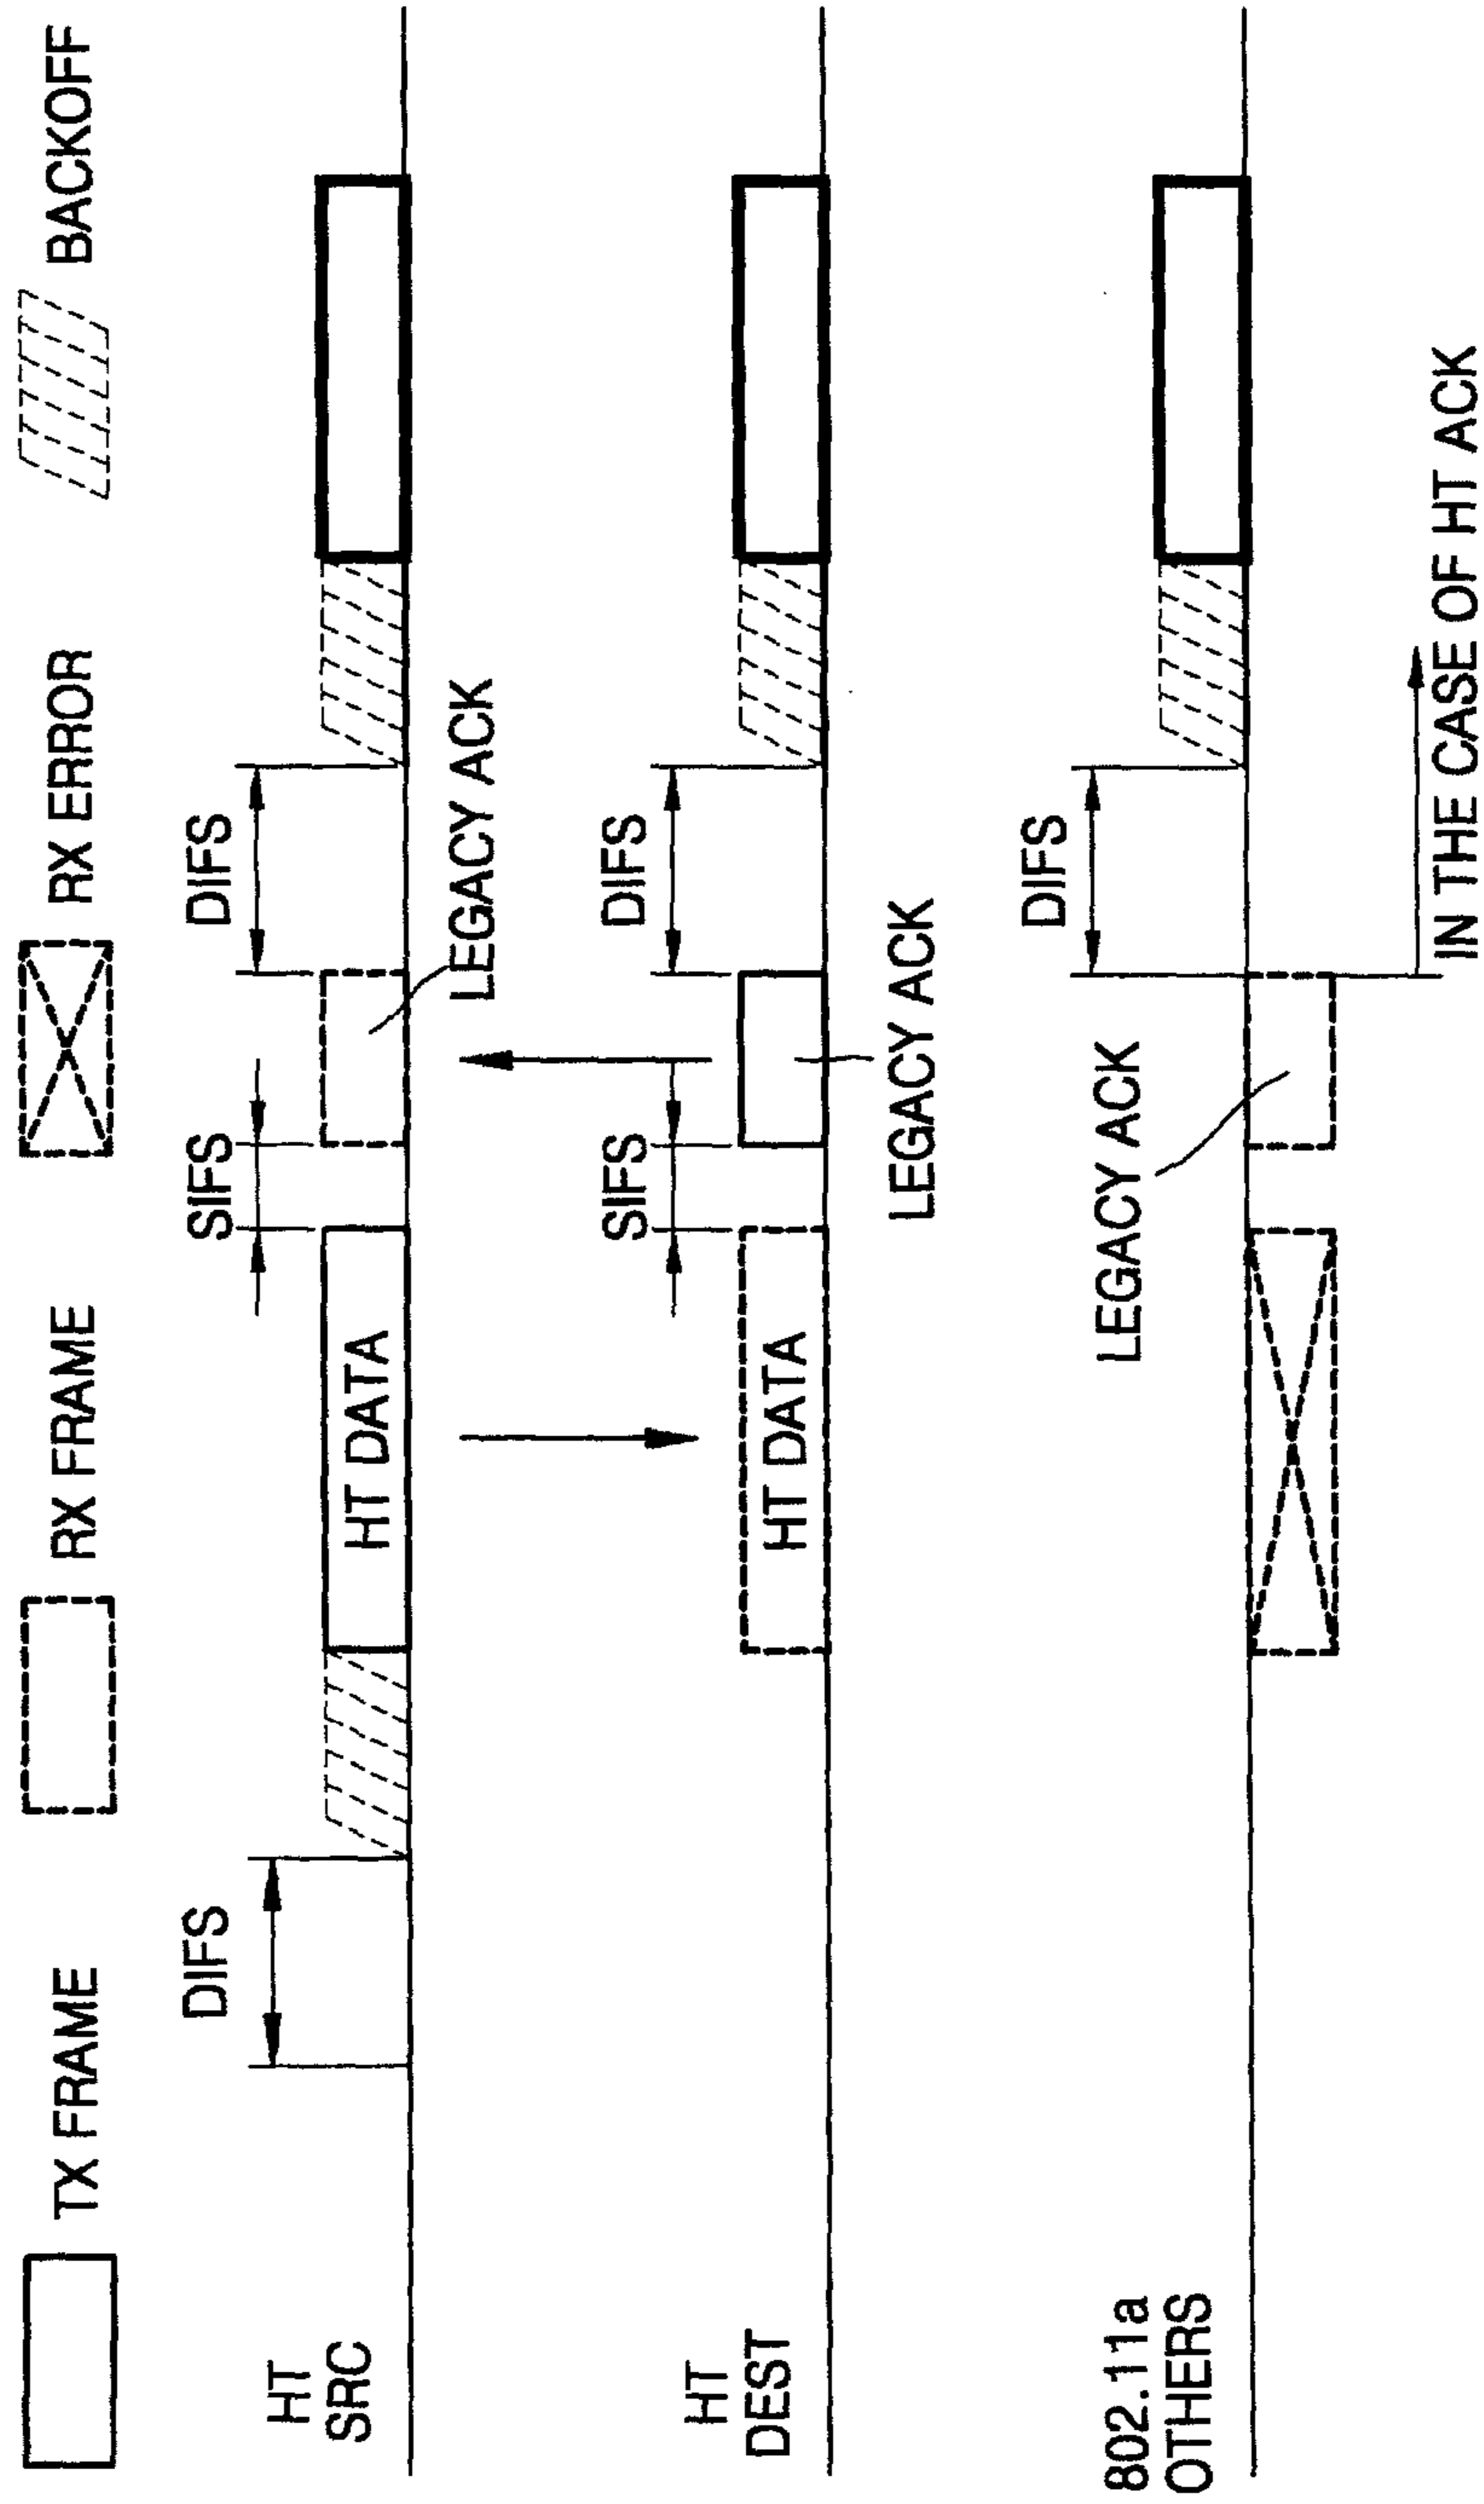 TX FRAME
RX FRAME
RX ERROR
BACKOFF
HT
SRC
DIFS
HT DATA
SIFS
DIFS
LEGACY ACK
HT
DEST
HT DATA
SIFS
DIFS
LEGACY ACK
802.11a
OTHERS
LEGACY ACK
DIFS
IN THE CASE OF HT ACK